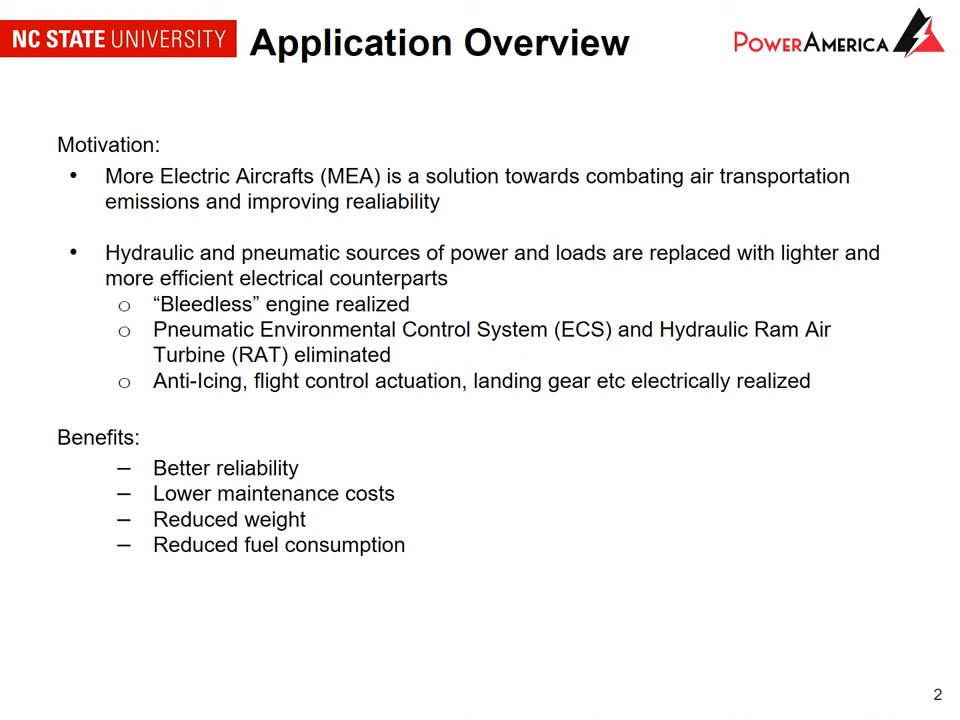 NC STATE UNIVERSITY
Application Overview
POWERAMERICA
Motivation:
• More Electric Aircrafts (MEA) is a solution towards combating air transportation
emissions and improving realiability
• Hydraulic and pneumatic sources of power and loads are replaced with lighter and
more efficient electrical counterparts
o “Bleedless” engine realized
o Pneumatic Environmental Control System (ECS) and Hydraulic Ram Air
Turbine (RAT) eliminated
o Anti-Icing, flight control actuation, landing gear etc electrically realized
Benefits:
– Better reliability
– Lower maintenance costs
– Reduced weight
– Reduced fuel consumption
2